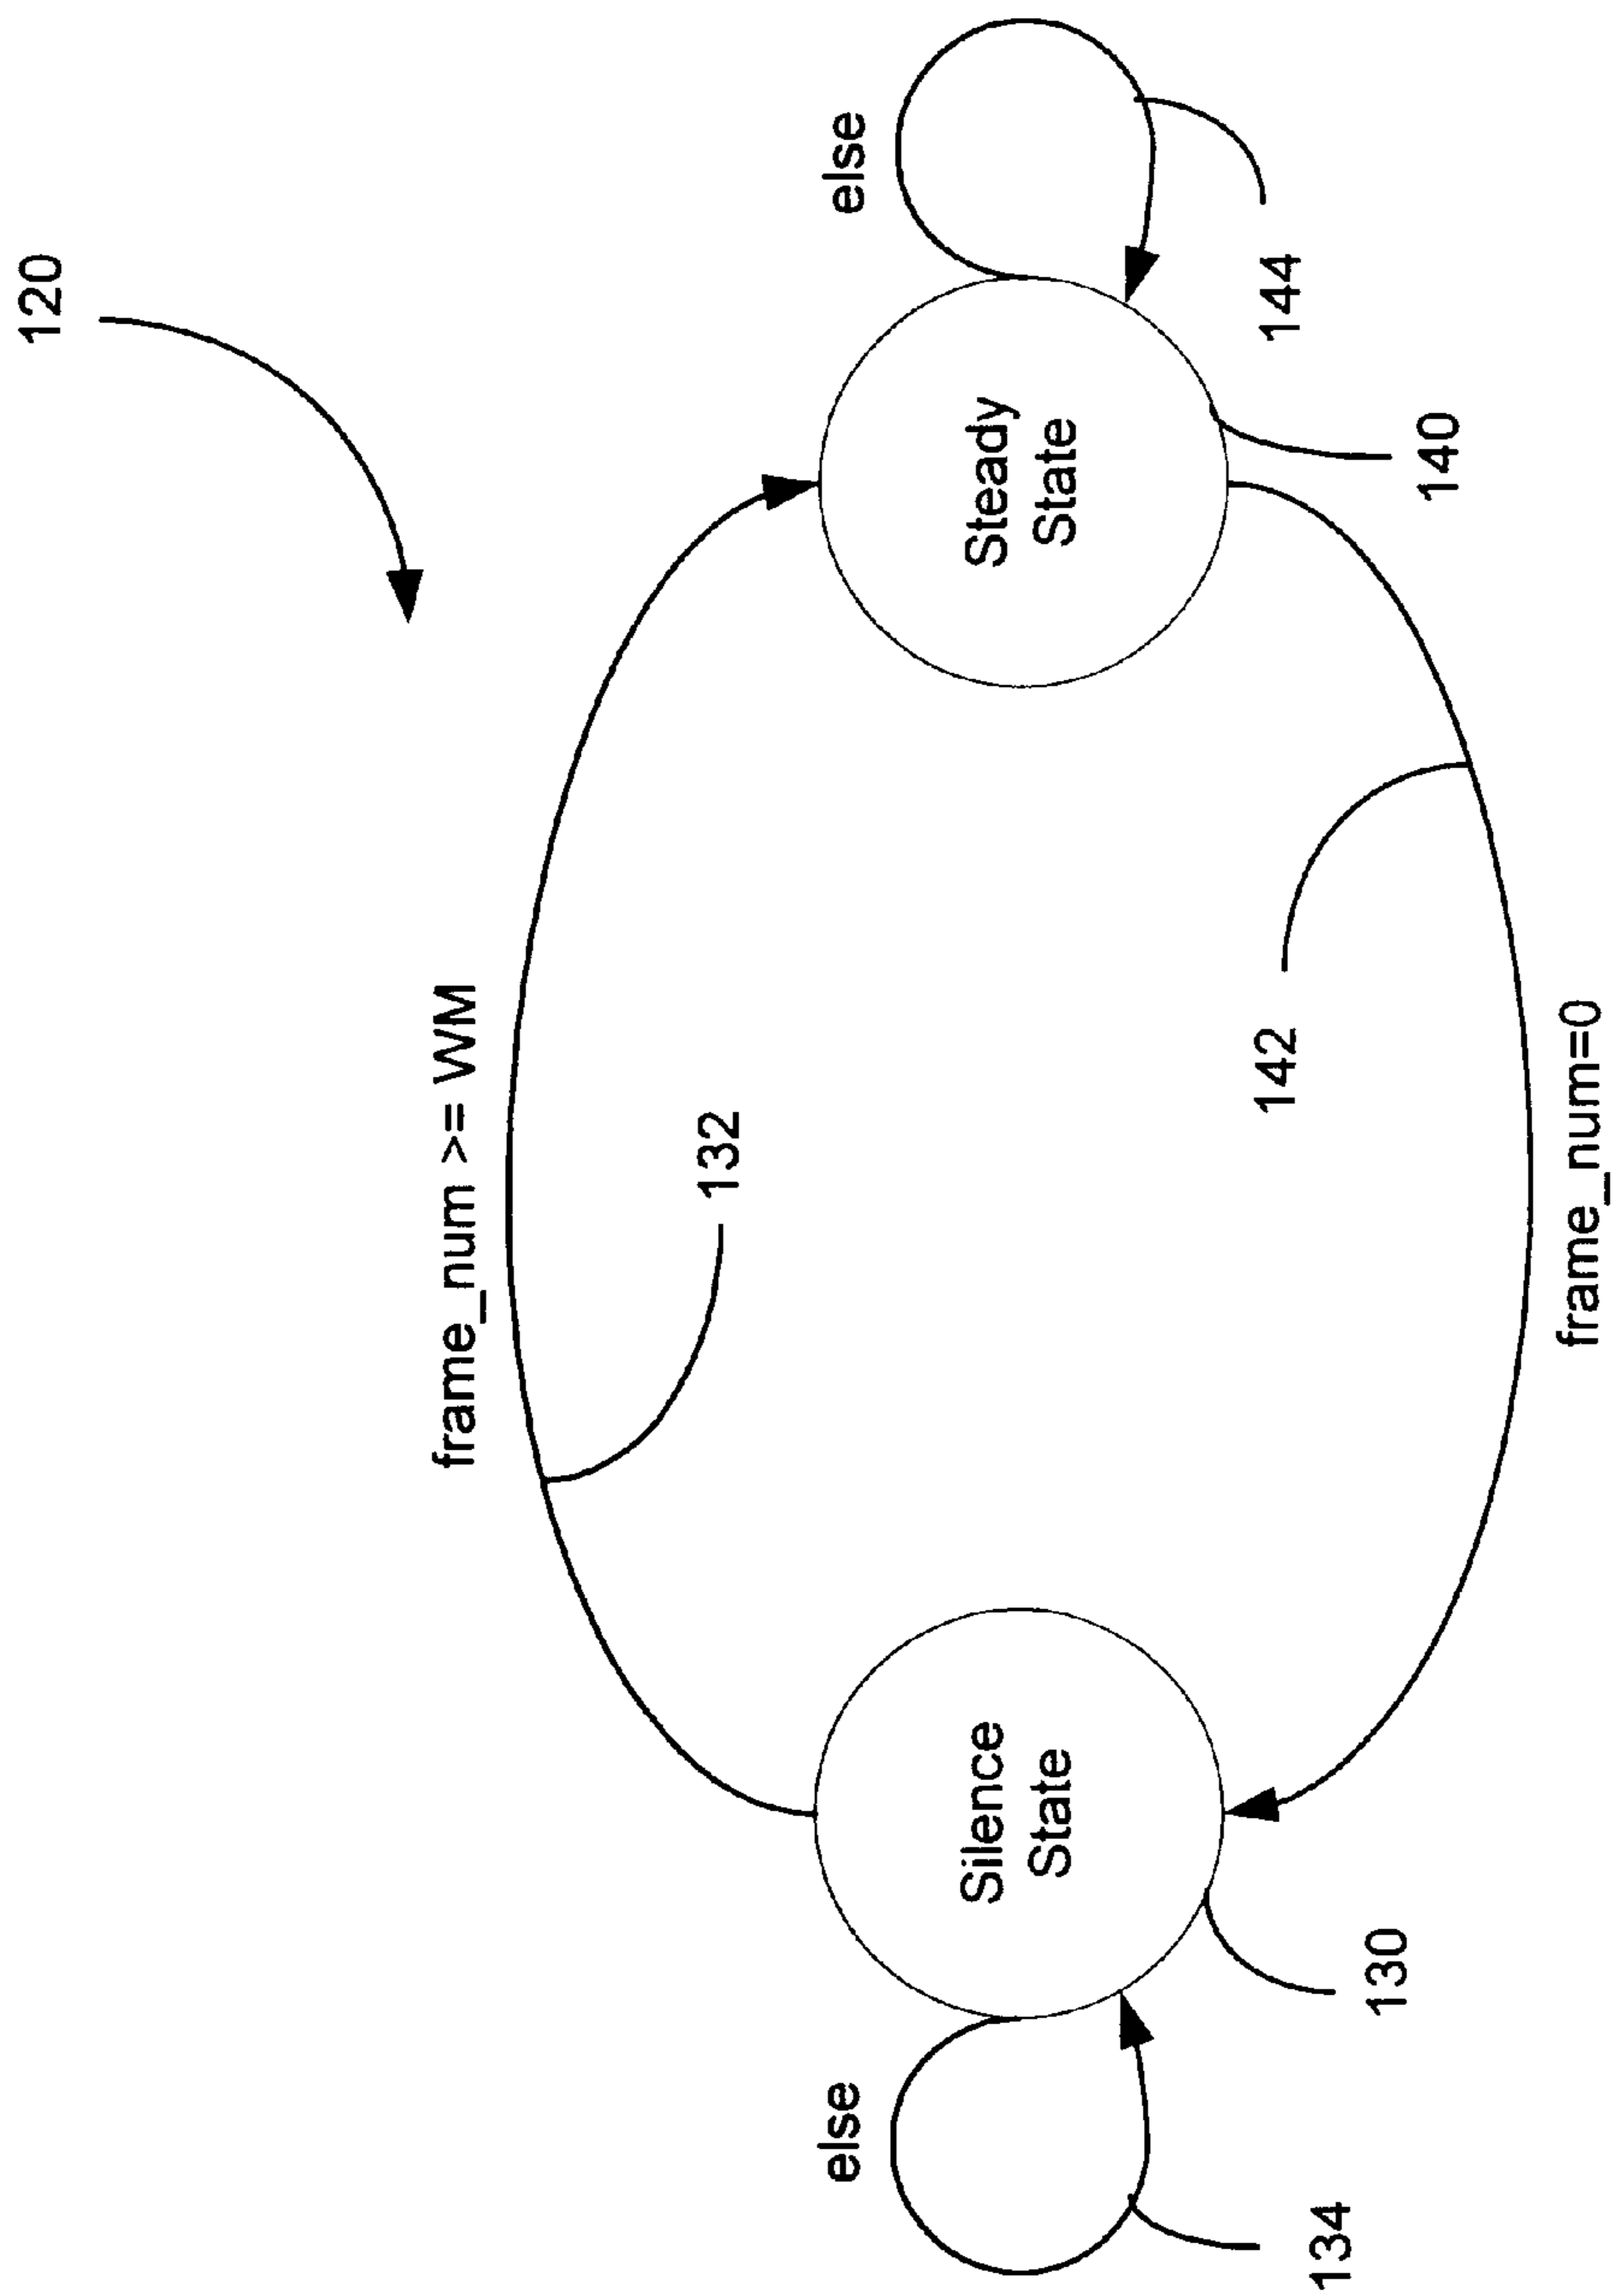 120
frame_num >= WM
132
else
else
Silence
State
Steady
State
134
130
142
140
144
frame_num=0